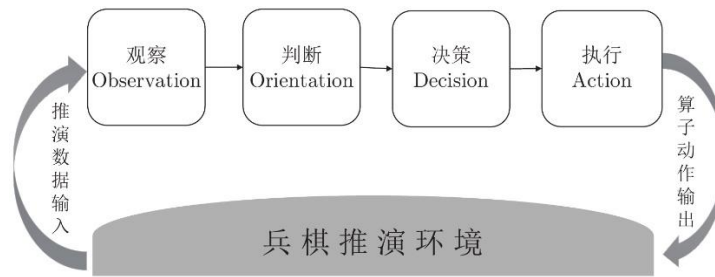 观察
Observation
判断
Orientation
决策
Decision
执行
Action
推演数据输入
算子动作输出
兵棋推演环境